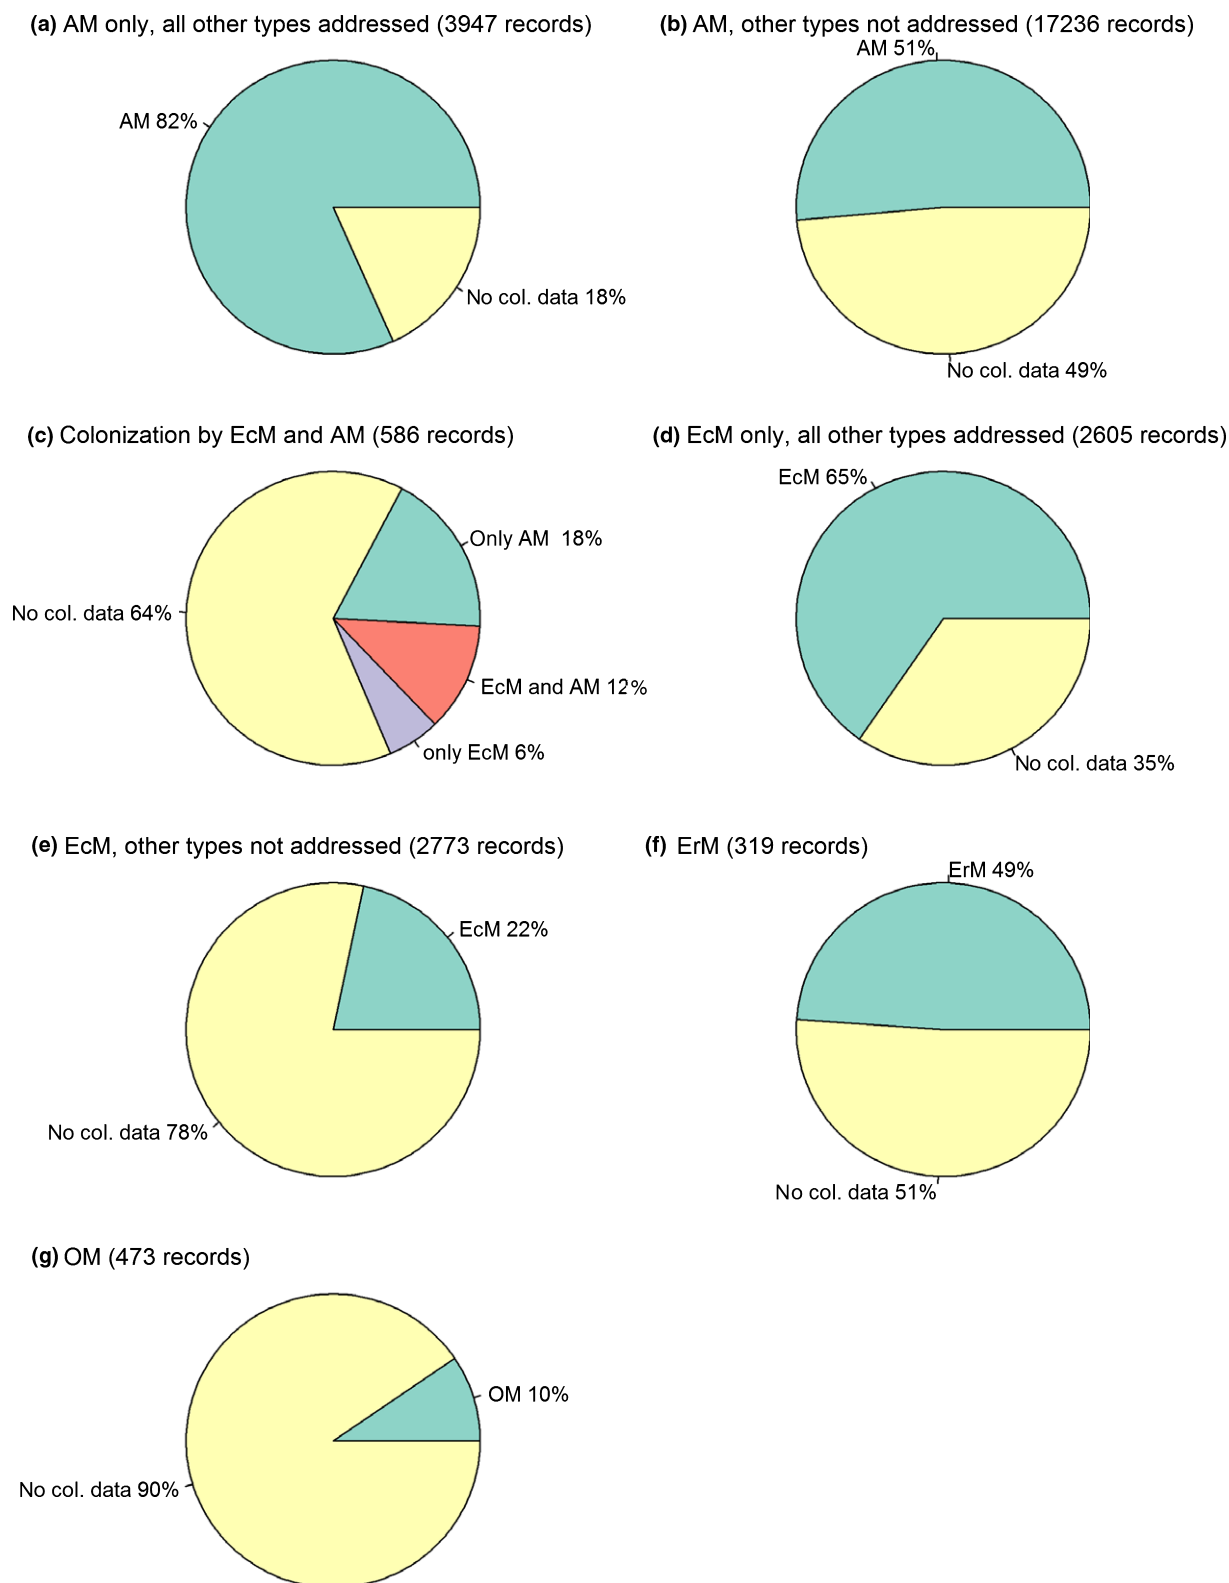 (a) AM only, all other types addressed (3947 records)
AM 82%
No col. data 18%
(b) AM, other types not addressed (17236 records)
AM 51%
No col. data 49%
(c) Colonization by EcM and AM (586 records)
Only AM  18%
No col. data 64%
EcM and AM 12%
only EcM 6%
(d) EcM only, all other types addressed (2605 records)
EcM 65%
No col. data 35%
(e) EcM, other types not addressed (2773 records)
EcM 22%
No col. data 78%
(f) ErM (319 records)
ErM 49%
No col. data 51%
(g) OM (473 records)
OM 10%
No col. data 90%